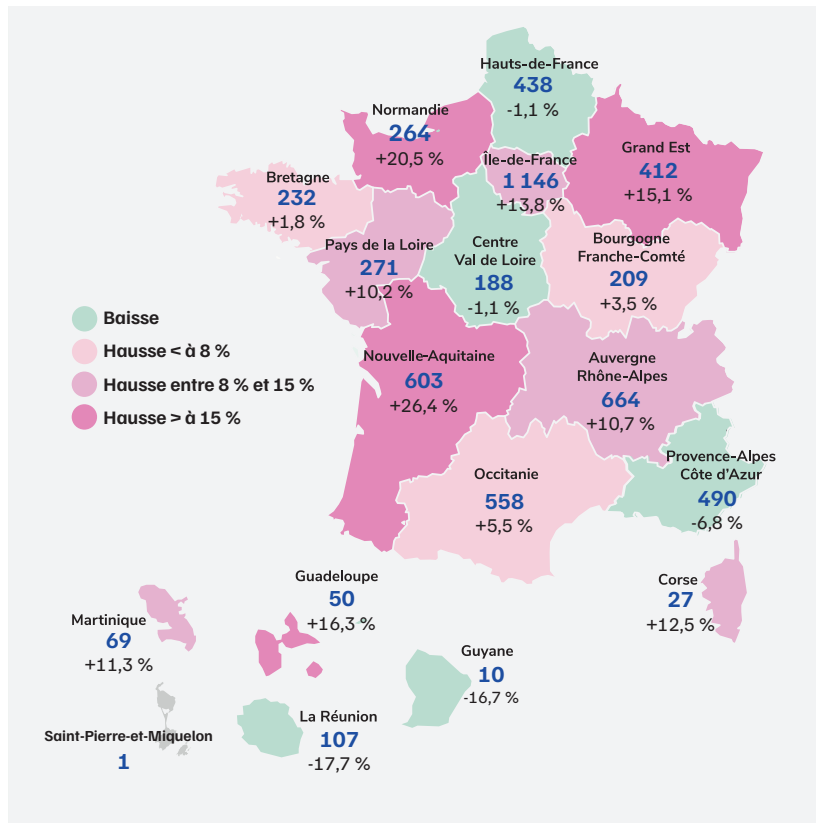 Hauts-de-France
438
-1,1 %
Normandie
264
+20,5 %
Île-de-France
1 146
+13,8 %
Grand Est
412
+15,1 %
Bretagne
232
+1,8 %
Pays de la Loire
271
+10,2 %
Centre
Val de Loire
188
-1,1 %
Bourgogne
Franche-Comté
209
+3,5 %
Baisse
Hausse < à 8 %
Hausse entre 8 % et 15 %
Hausse > à 15 %
Nouvelle-Aquitaine
603
+26,4 %
Auvergne
Rhône-Alpes
664
+10,7 %
Occitanie
558
+5,5 %
Provence-Alpes
Côte d'Azur
490
-6,8 %
Corse
27
+12,5 %
Guadeloupe
50
+16,3 %
Martinique
69
+11,3 %
Guyane
10
-16,7 %
Saint-Pierre-et-Miquelon
1
La Réunion
107
-17,7 %